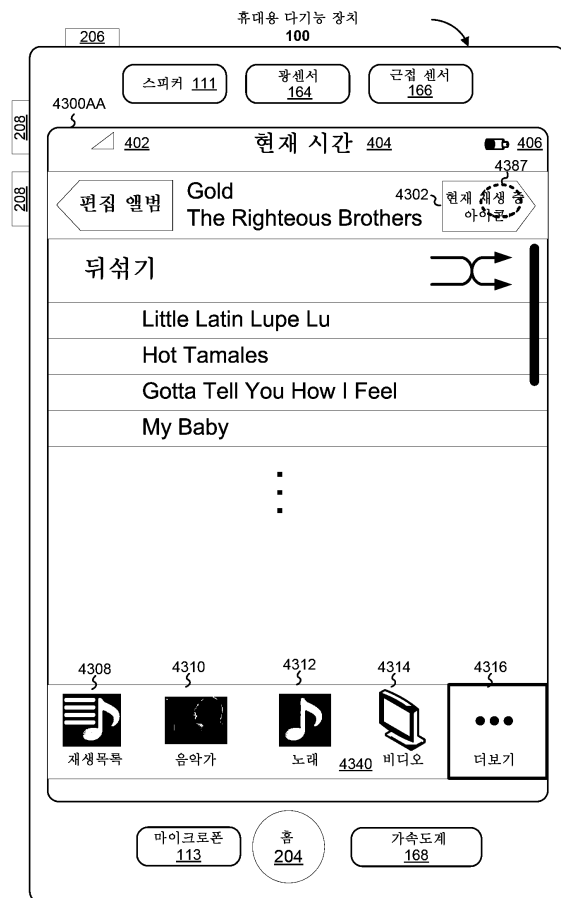 휴대용 다기능 장치
100
206
스피커 111
광센서
164
근접 센서
166
4300AA
208
208
402
현재 시간 404
406
4387
편집 앨범
Gold
The Righteous Brothers
4302
현재 재생 중
아이콘
뒤섞기
Little Latin Lupe Lu
Hot Tamales
Gotta Tell You How I Feel
My Baby
4308
4310
4312
4314
4316
재생목록
음악가
노래
4340
비디오
더보기
마이크로폰
113
홈
204
가속도계
168